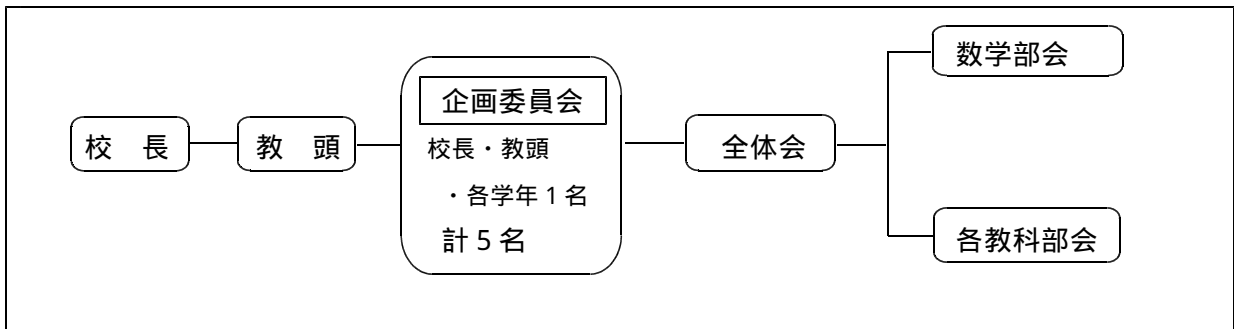 校　長
教　頭
企画委員会
校長・教頭
・各学年１名
計５名
全体会
数学部会
各教科部会